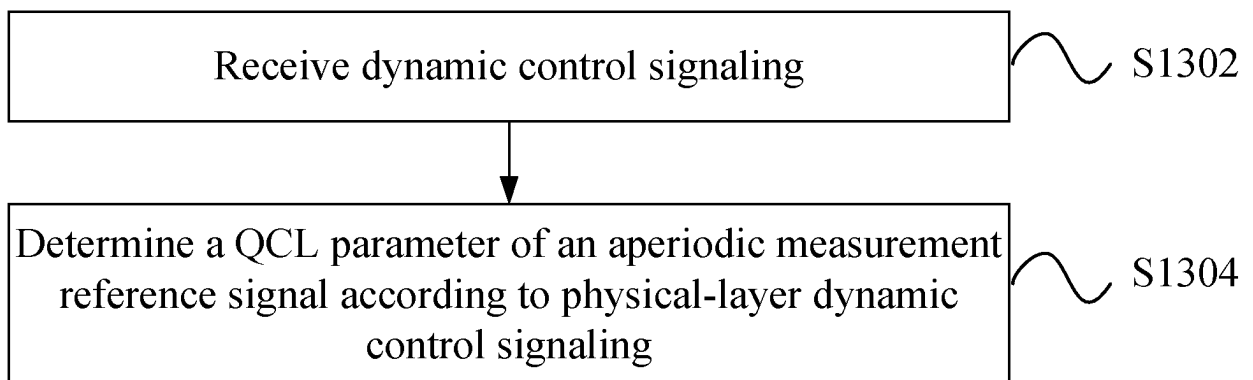 Receive dynamic control signaling
S1302
Determine a QCL parameter of an aperiodic measurement
reference signal according to physical-layer dynamic
control signaling
S1304